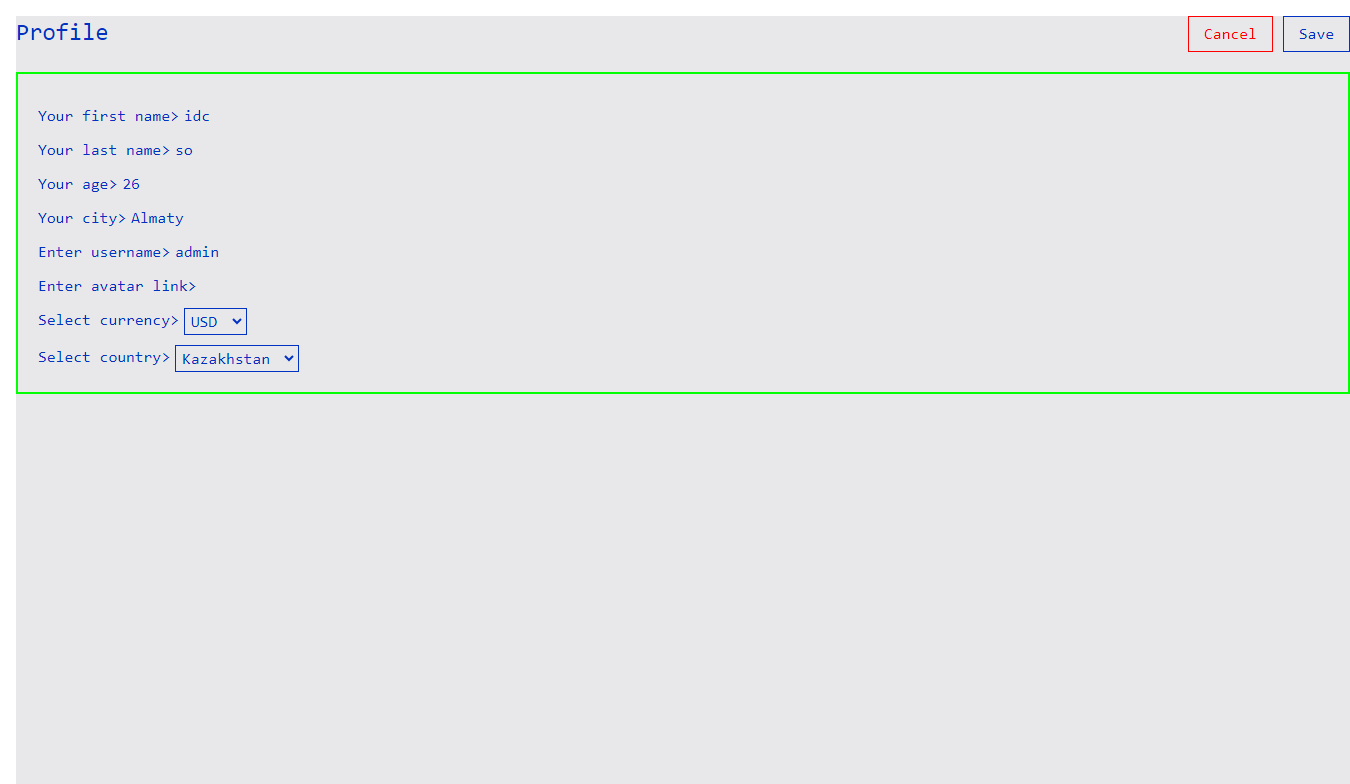 Profile
Cancel Save
Your first name> idc
Your last name> so
Your age> 26
Your city> Almaty
Enter username> admin
Enter avatar link>
Select currency> USD
Select country> Kazakhstan